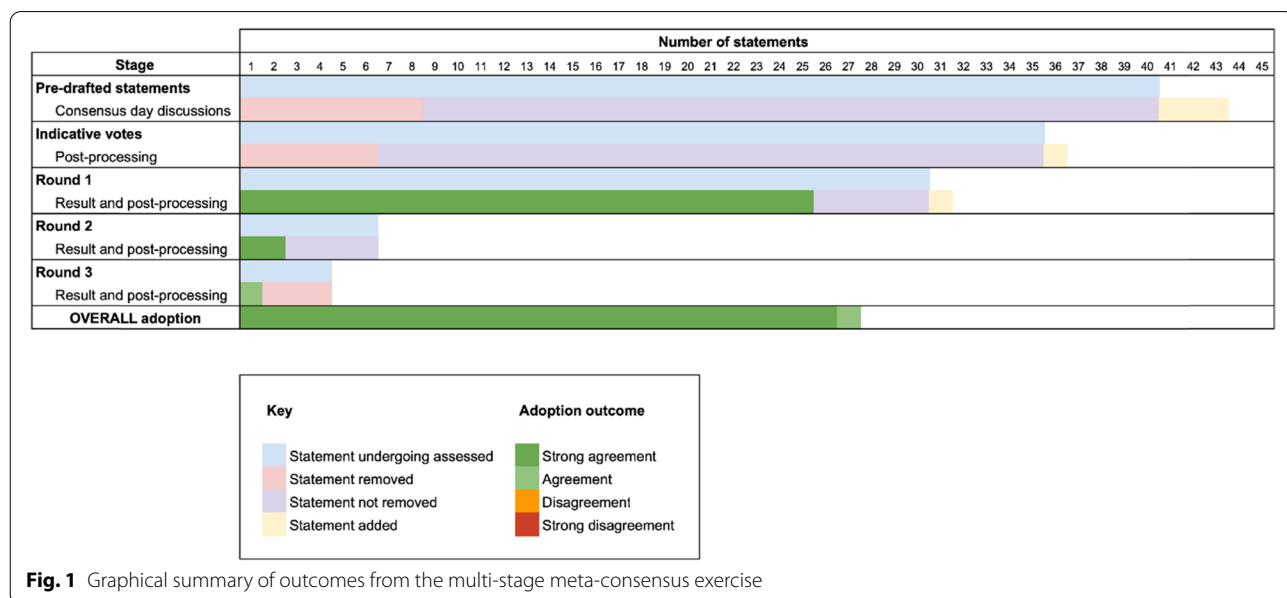 Number of statements
Stage 1 2 3 4 5 6 7 8 9 10 11 12 13 14 15 16 17 18 19 20 21 22 23 24 25 26 27 28 29 30 31 32 33 34 35 36 37 38 39 40 41 42 43 44 45
Pre-drafted statements
Consensus day discussions
Indicative votes
Post-processing
Round 1
Result and post-processing
Round 2
Result and post-processing
Round 3
Result and post-processing
OVERALL adoption
Key
Statement undergoing assessed
Statement removed
Statement not removed
Statement added
Adoption outcome
Strong agreement
Agreement
Disagreement
Strong disagreement
Fig. 1 Graphical summary of outcomes from the multi-stage meta-consensus exercise